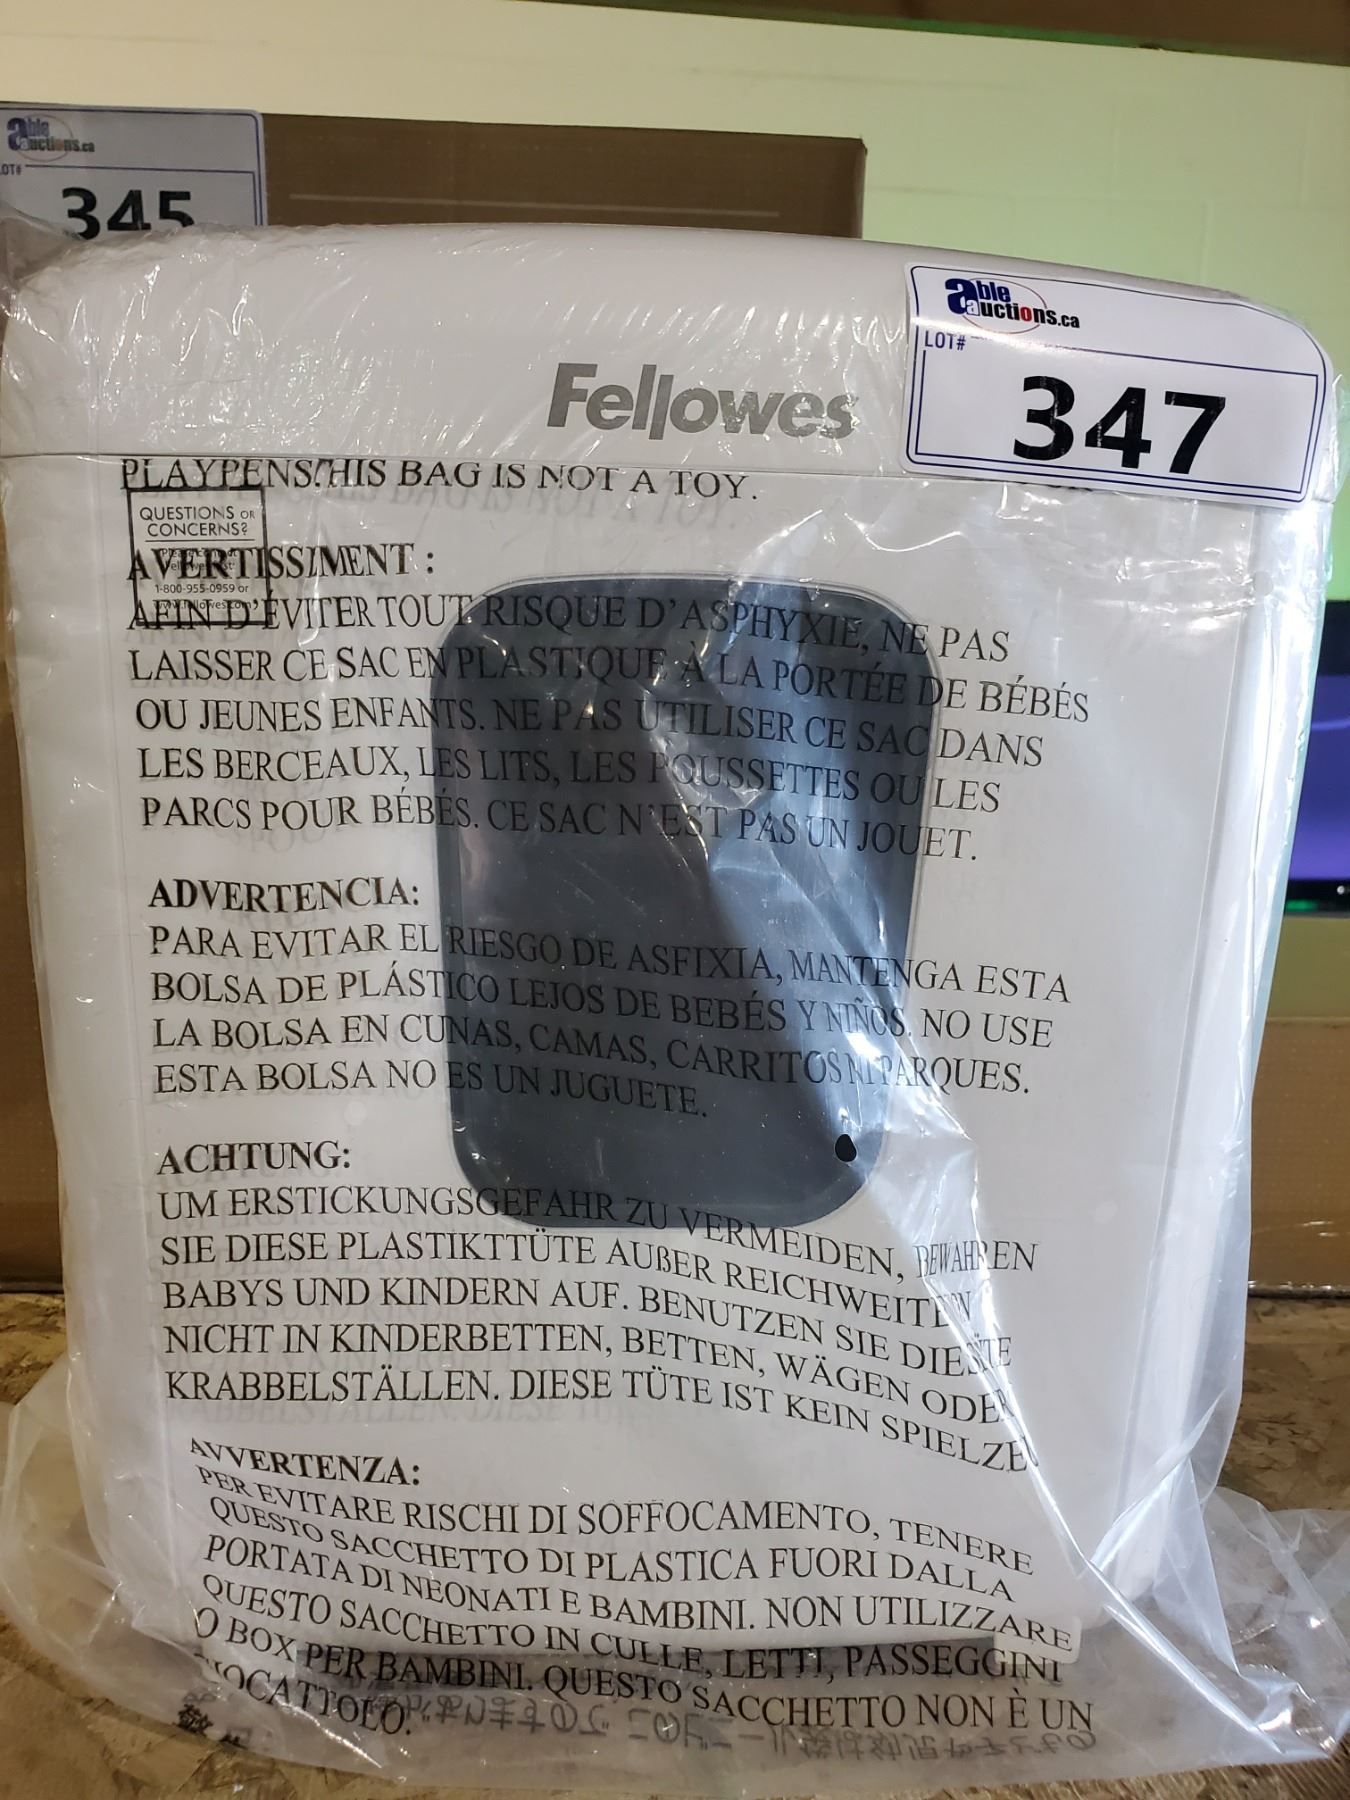 able
auctions.ca
LOT#
345
able
auctions.ca
LOT#
347
Fellowes
PLAYPENS. THIS BAG IS NOT A TOY.
QUESTIONS OR
CONCERNS?
Please contact
1-800-955-0959 or
www.fellowes.com
AVERTISSIMENT :
AFIN D'ÉVITER TOUT RISQUE D'ASPHYXIE, NE PAS
LAISSER CE SAC EN PLASTIQUE À LA PORTÉE DE BÉBÉS
OU JEUNES ENFANTS. NE PAS UTILISER CE SAC DANS
LES BERCEAUX, LES LITS, LES POUSSETTES OU LES
PARCS POUR BÉBÉS. CE SAC N'EST PAS UN JOUET.
ADVERTENCIA:
PARA EVITAR EL RIESGO DE ASFIXIA, MANTENGA ESTA
BOLSA DE PLÁSTICO LEJOS DE BEBÉS Y NIÑOS. NO USE
LA BOLSA EN CUNAS, CAMAS, CARRITOS NI PARQUES.
ESTA BOLSA NO ES UN JUGUETE.
ACHTUNG:
UM ERSTICKUNGSGEFAHR ZU VERMEIDEN, BEWAHREN
SIE DIESE PLASTIKTTÜTE AUßER REICHWEITE
BABYS UND KINDERN AUF. BENUTZEN SIE DIESE
NICHT IN KINDERBETTEN, BETTEN, WÄGEN ODER
KRABBELSTÄLLEN. DIESE TÜTE IST KEIN SPIELZE
AVVERTENZA:
PER EVITARE RISCHI DI SOFFOCAMENTO, TENERE
QUESTO SACCHETTO DI PLASTICA FUORI DALLA
PORTATA DI NEONATI E BAMBINI. NON UTILIZZARE
QUESTO SACCHETTO IN CULLE, LETTI, PASSEGGINI
O BOX PER BAMBINI. QUESTO SACCHETTO NON È UN
GIOCATTOLO.